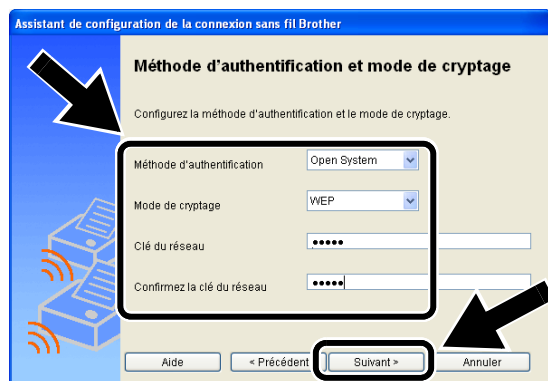 Assistant de configuration de la connexion sans fil Brother
Méthode d'authentification et mode de cryptage
Configurez la méthode d'authentification et le mode de cryptage.
Méthode d'authentification
Open System
Mode de cryptage
WEP
Clé du réseau
•••••
Confirmez la clé du réseau
•••••
Aide
< Précédent
Suivant >
Annuler